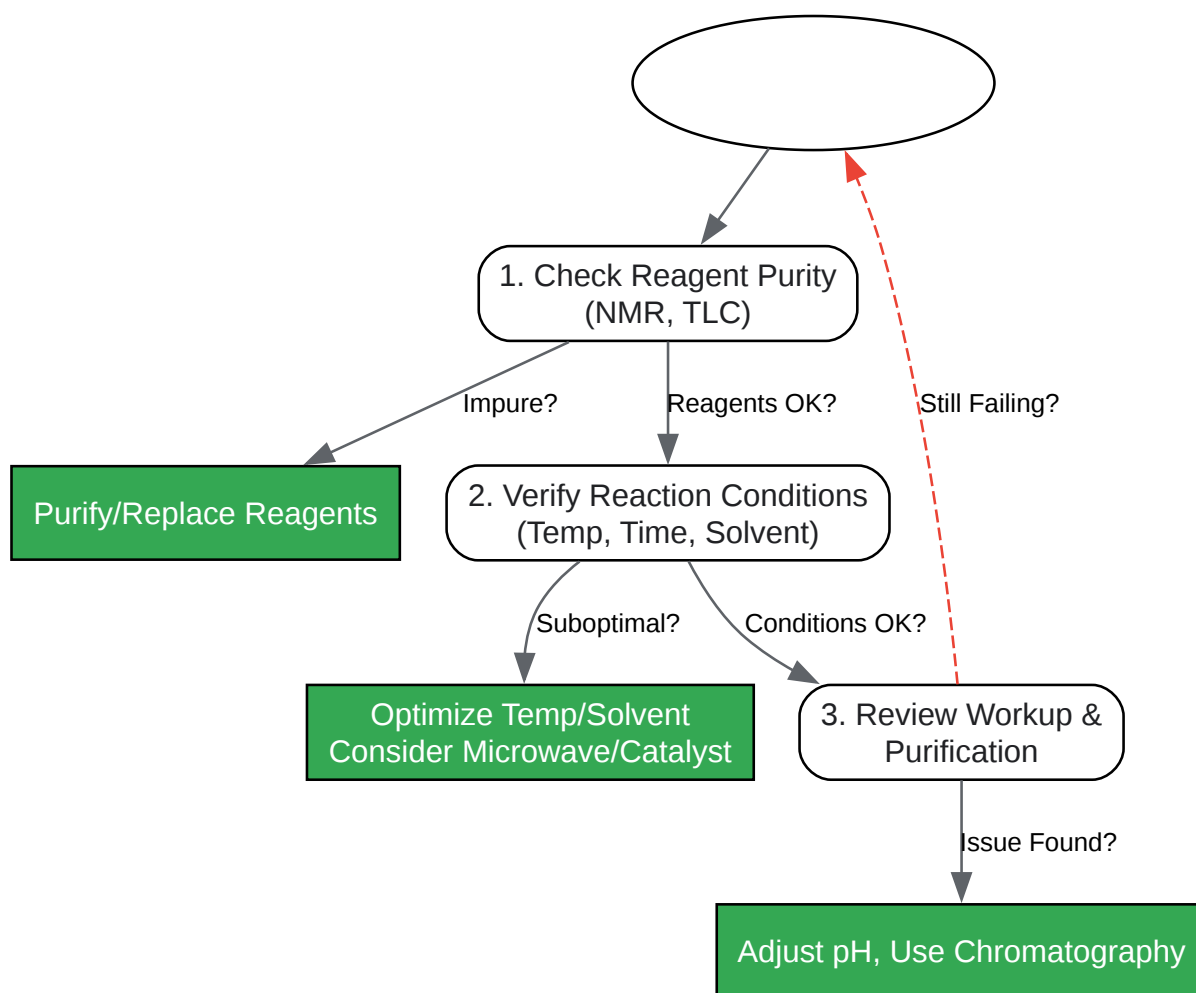 1. Check Reagent Purity
(NMR, TLC)
Impure?
Reagents OK?
Still Failing?
Purify/Replace Reagents
2. Verify Reaction Conditions
(Temp, Time, Solvent)
Suboptimal?
Conditions OK?
Optimize Temp/Solvent
Consider Microwave/Catalyst
3. Review Workup &
Purification
Issue Found?
Adjust pH, Use Chromatography